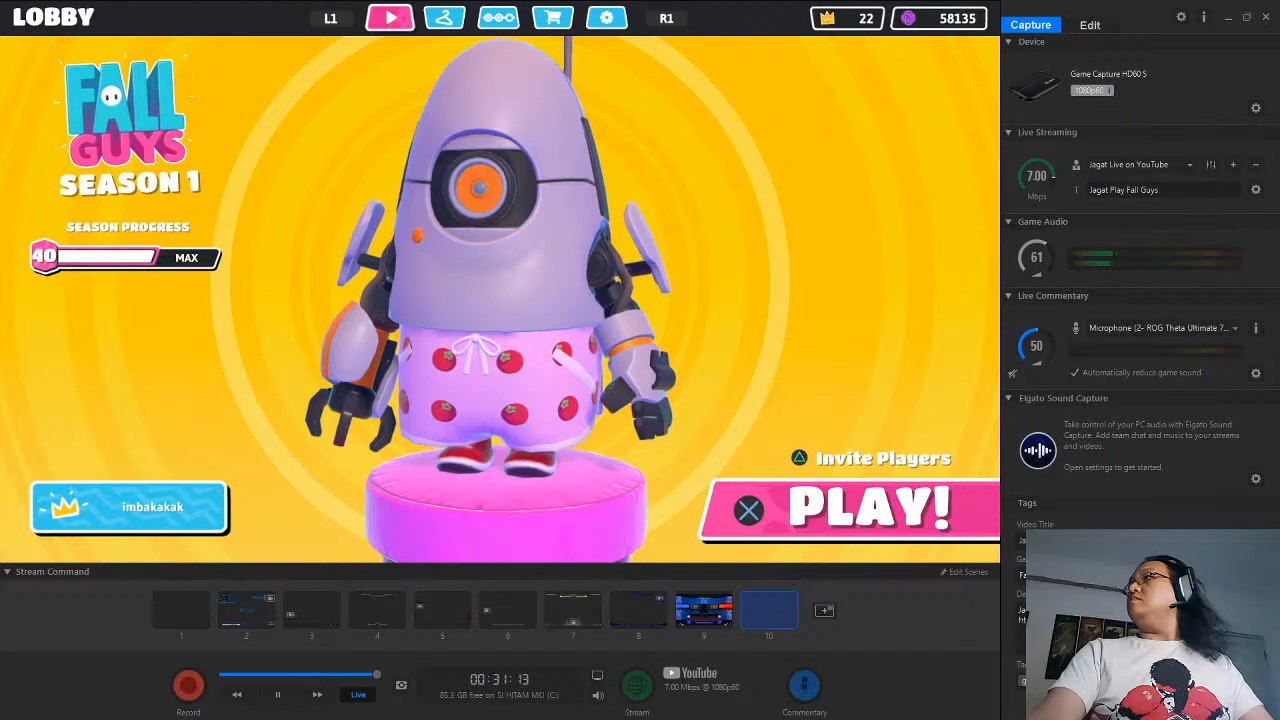 LOBBY
L1
R1
22
58135
FALL
GUYS
SEASON 1
SEASON PROGRESS
40
MAX
imbakakak
Invite Players
PLAY!
Capture
Edit
Device
Game Capture HD60 S
1080p60
Live Streaming
7.00
Mbps
Jagat Live on YouTube
Jagat Play Fall Guys
Game Audio
61
Live Commentary
50
Microphone (2- ROG Theta Ultimate 7...
Automatically reduce game sound
Elgato Sound Capture
Take control of your PC audio with Elgato Sound
Capture. Add team chat and music to your streams
and videos.
Open settings to get started.
Tags
Video Title
Stream Command
Edit Scenes
1
2
3
4
5
6
7
8
9
10
Record
Live
00:31:13
85.3 GB free on SI HITAM MKI (C:)
Stream
YouTube
7.00 Mbps @ 1080p60
Commentary